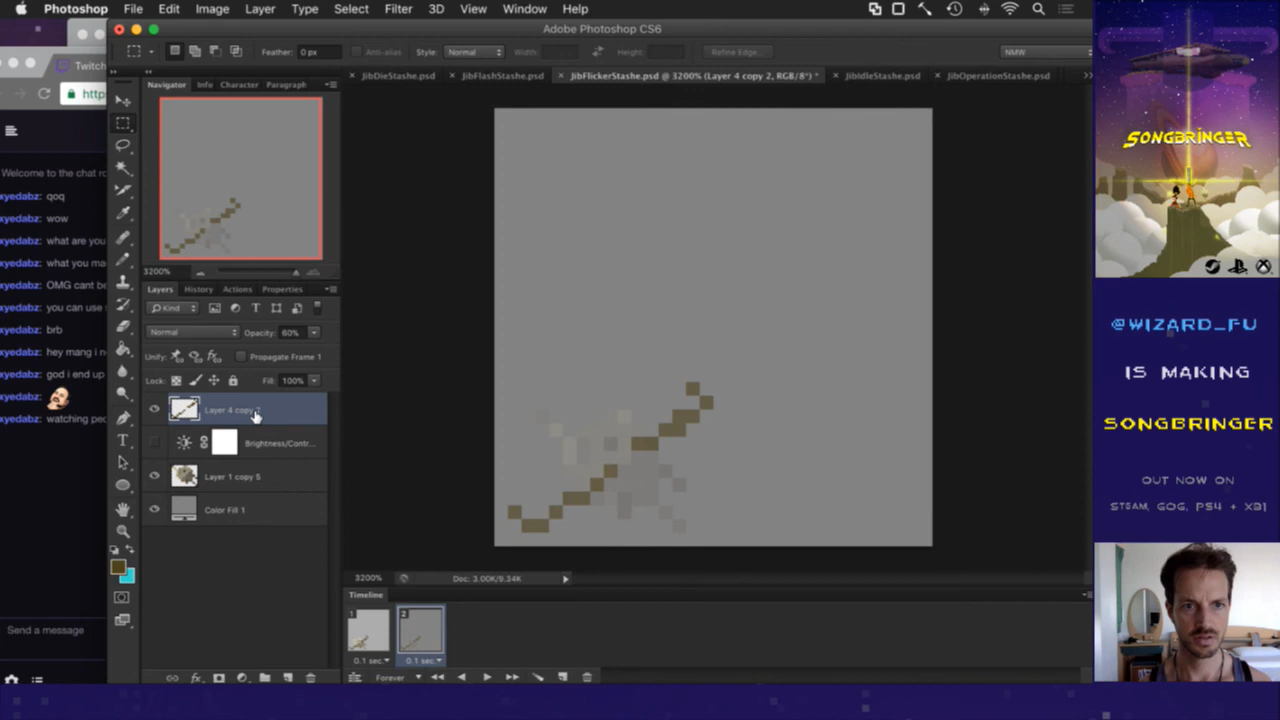 Photoshop File Edit Image Layer Type Select Filter 3D View Window Help
Adobe Photoshop CS6
Feather: 0 px Anti-alias Style: Normal Width: Height: Refine Edge... NMW
Twitch
JibDieStashe.psd JibFlashStashe.psd JibFlickerStashe.psd @ 3200% (Layer 4 copy 2, RGB/8*) * JibIdleStashe.psd JibOperationStashe.psd
Navigator Info Character Paragraph
https
Welcome to the chat ro
xyedabz: qoq
xyedabz: wow
xyedabz: what are you
xyedabz: what you ma
xyedabz: OMG cant be
xyedabz: you can use
xyedabz: brb
xyedabz: hey mang i n
xyedabz: god i end up
xyedabz:
xyedabz: watching peo
Send a message
3200%
Layers History Actions Properties
Kind
Normal Opacity: 60%
Unify: Propagate Frame 1
Lock: Fill: 100%
Layer 4 copy 2
Brightness/Contr...
Layer 1 copy 5
Color Fill 1
3200% Doc: 3.00K/9.34K
Timeline
1 2
0.1 sec. 0.1 sec.
Forever
SONGBRINGER
@WIZARD_FU
IS MAKING
SONGBRINGER
OUT NOW ON
STEAM, GOG, PS4 + XB1